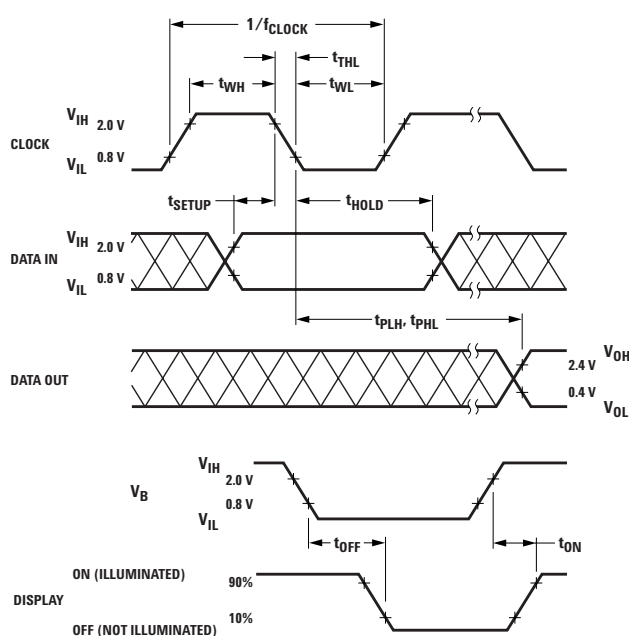 1/fCLOCK
tTHL
tWH tWL
VIH 2.0 V
CLOCK
VIL 0.8 V
tSETUP tHOLD
VIH 2.0 V
DATA IN
VIL 0.8 V
tPLH, tPHL
VOH
2.4 V
DATA OUT
0.4 V
VOL
VIH
2.0 V
VB
0.8 V
VIL
tOFF tON
ON (ILLUMINATED)
90%
DISPLAY
10%
OFF (NOT ILLUMINATED)